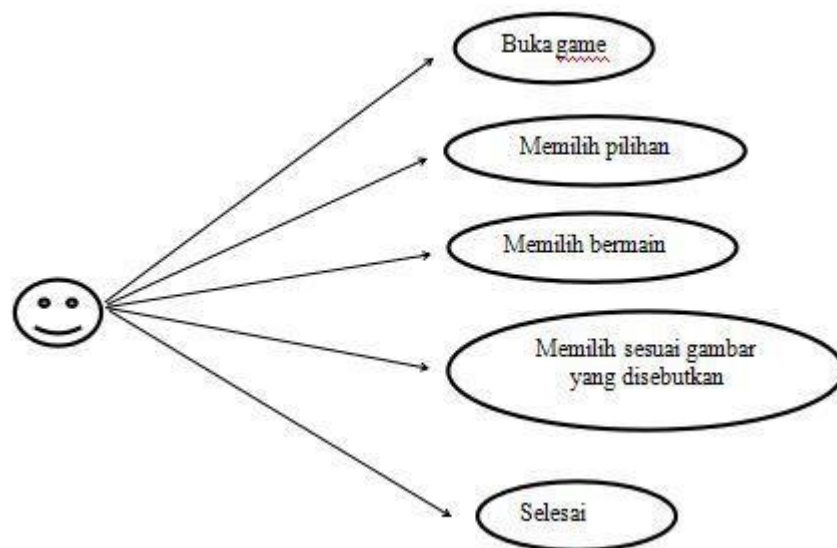 Buka game
Memilih pilihan
Memilih bermain
Memilih sesuai gambar
yang disebutkan
Selesai